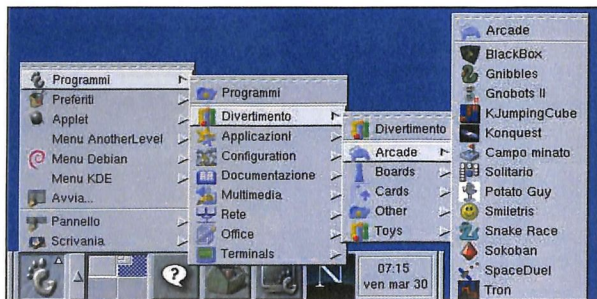 Programmi
Preferiti
Applet
Menu AnotherLevel
Menu Debian
Menu KDE
Avvia...
Pannello
Scrivania
Programmi
Divertimento
Applicazioni
Configuration
Documentazione
Multimedia
Rete
Office
Terminals
Divertimento
Arcade
Boards
Cards
Other
Toys
Arcade
BlackBox
Gnibbles
Gnobots II
KJumpingCube
Konquest
Campo minato
Solitario
Potato Guy
Smiletris
Snake Race
Sokoban
SpaceDuel
Tron
?
N
07:15
ven mar 30